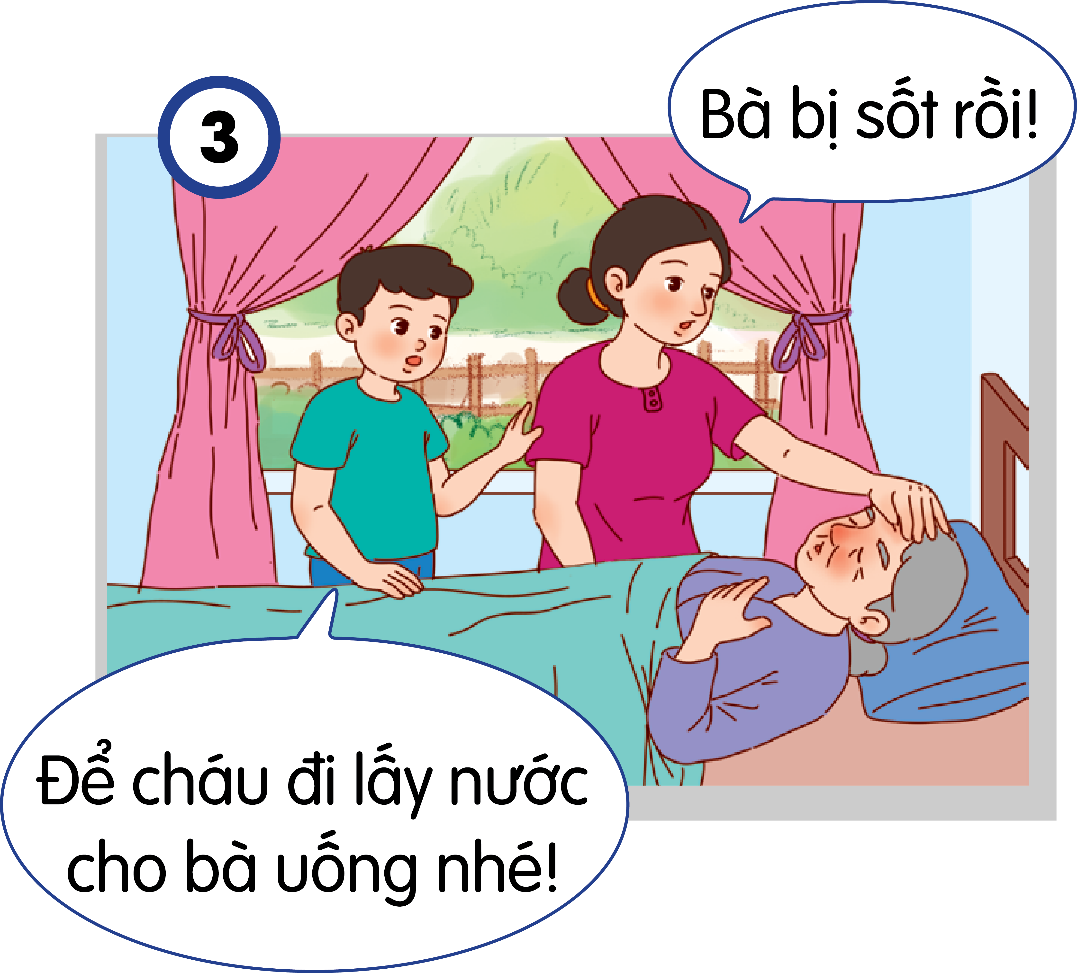 3
Bà bị sốt rồi!
Để cháu đi lấy nước
cho bà uống nhé!